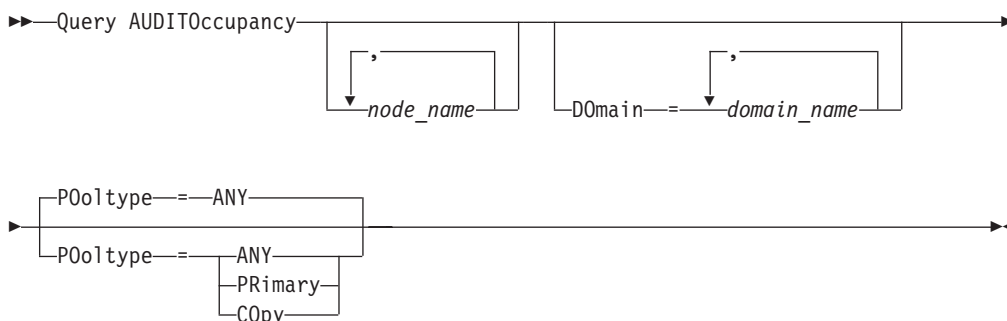 Query AUDITOccupancy
,
node_name
,
DOmain = domain_name
POoltype = ANY
POoltype = ANY
PRimary
COpy